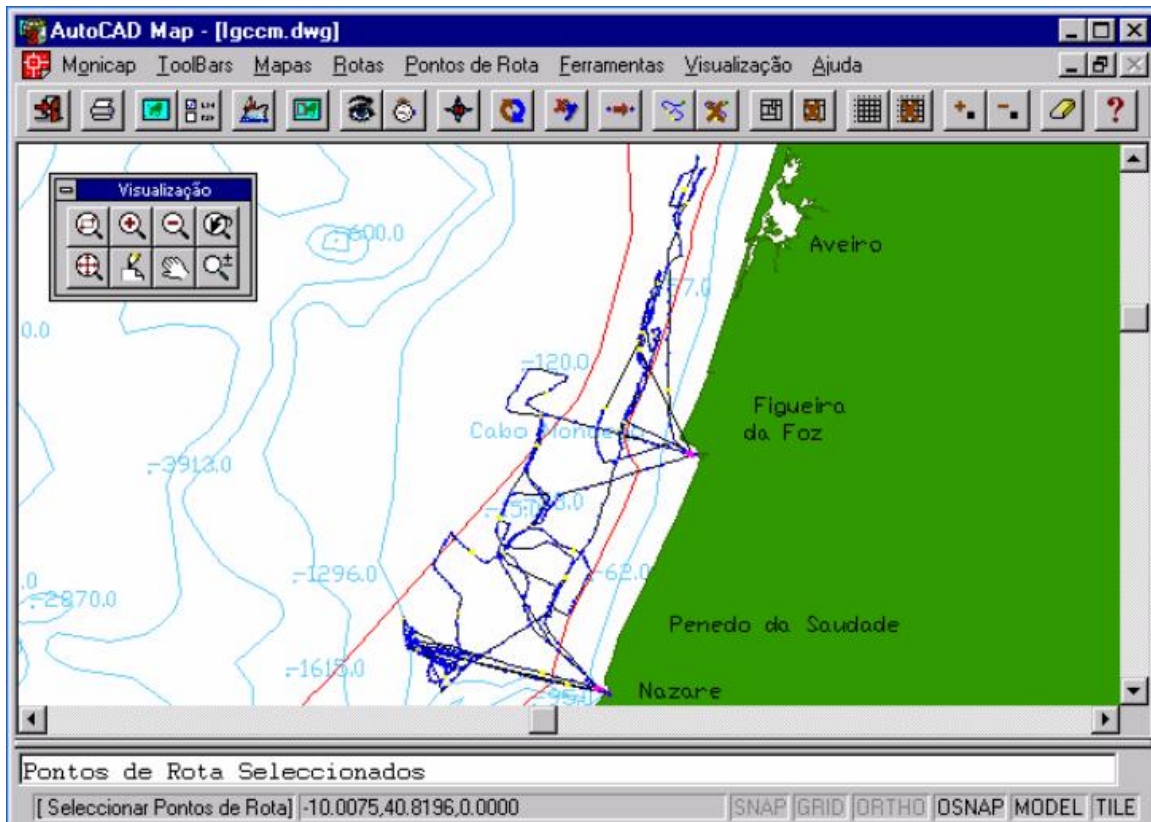 AutoCAD Map - [lgccm.dwg]
Monicap ToolBars Mapas Rotas Pontos de Rota Ferramentas Visualização Ajuda
Visualização
-600.0
Aveiro
57.0
0.0
-120.0
Figueira
da Foz
-3913.0
-1296.0
-62.0
.0
-2870.0
Penedo da Saudade
-1615.0
Nazare
Pontos de Rota Seleccionados
[ Seleccionar Pontos de Rota] -10.0075,40.8196,0.0000 SNAP GRID ORTHO OSNAP MODEL TILE